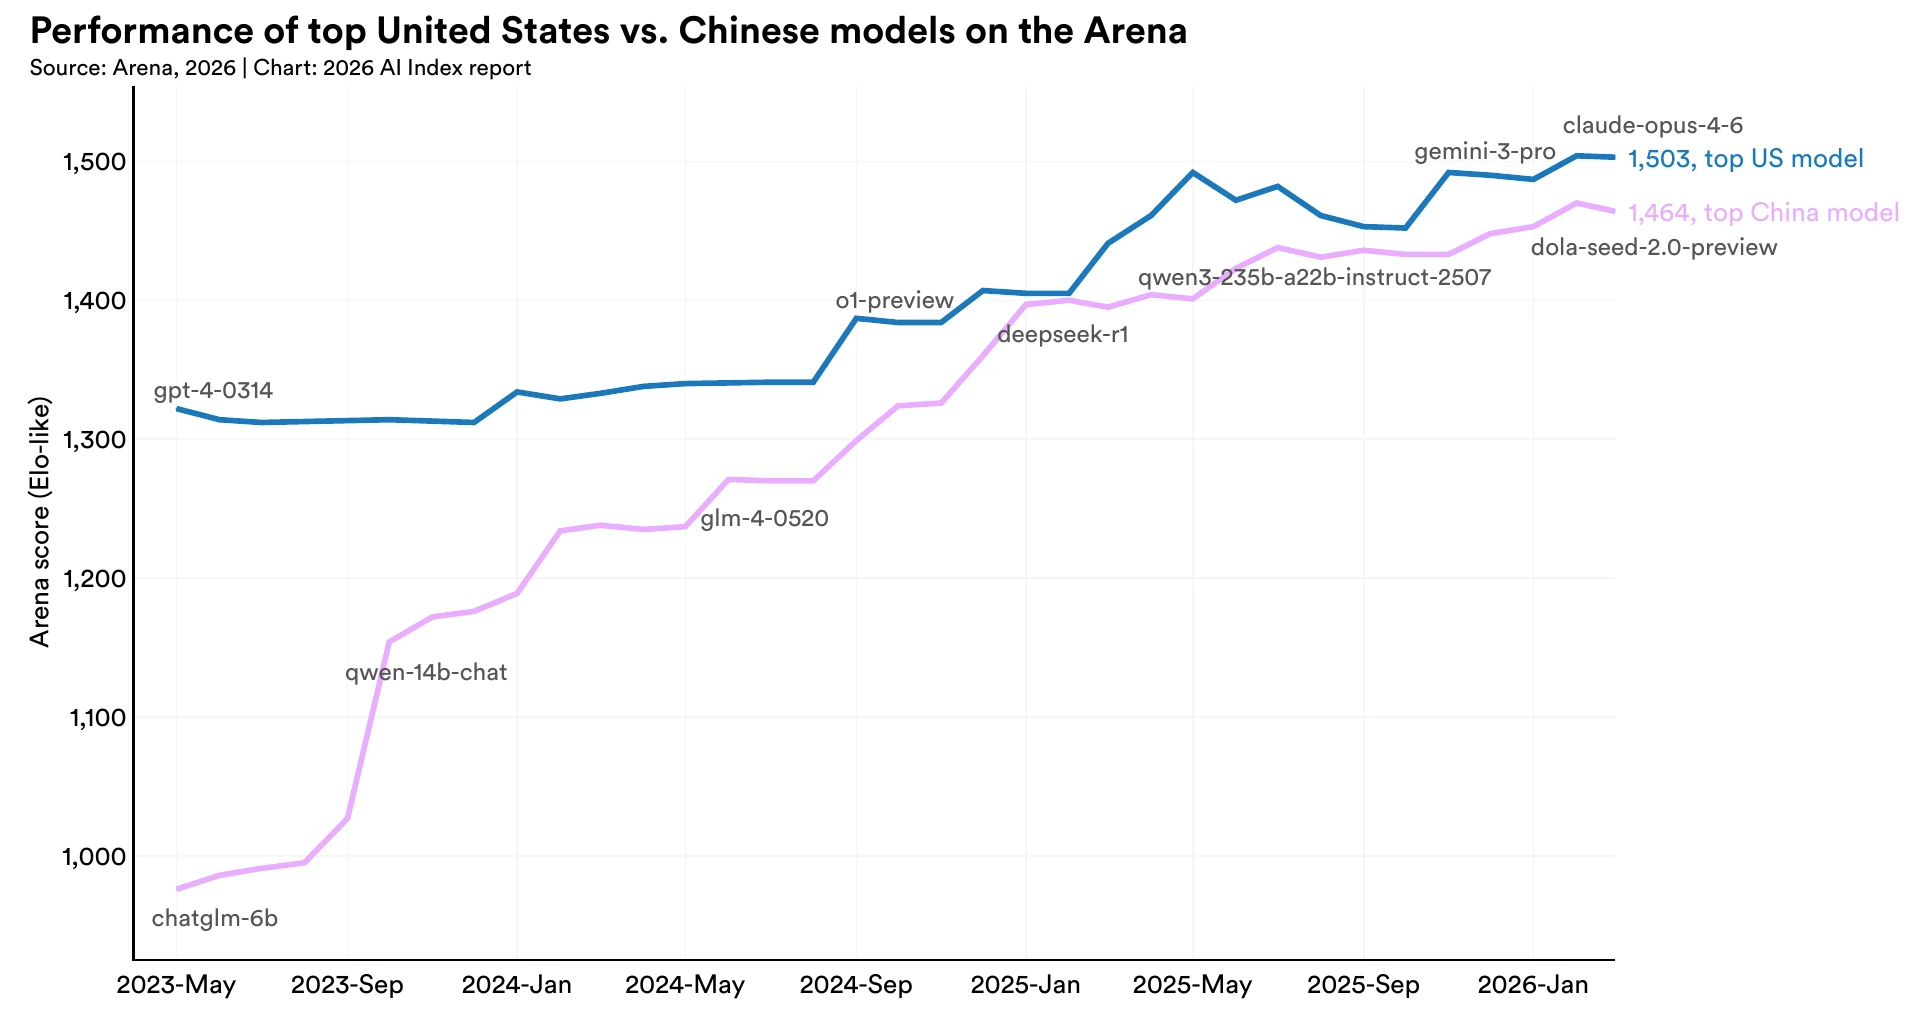 Performance of top United States vs. Chinese models on the Arena
Source: Arena, 2026 | Chart: 2026 AI Index report
claude-opus-4-6
gemini-3-pro
1,503, top US model
1,464, top China model
dola-seed-2.0-preview
qwen3-235b-a22b-instruct-2507
o1-preview
deepseek-r1
gpt-4-0314
glm-4-0520
qwen-14b-chat
chatglm-6b
Arena score (Elo-like)
1,500
1,400
1,300
1,200
1,100
1,000
2023-May 2023-Sep 2024-Jan 2024-May 2024-Sep 2025-Jan 2025-May 2025-Sep 2026-Jan